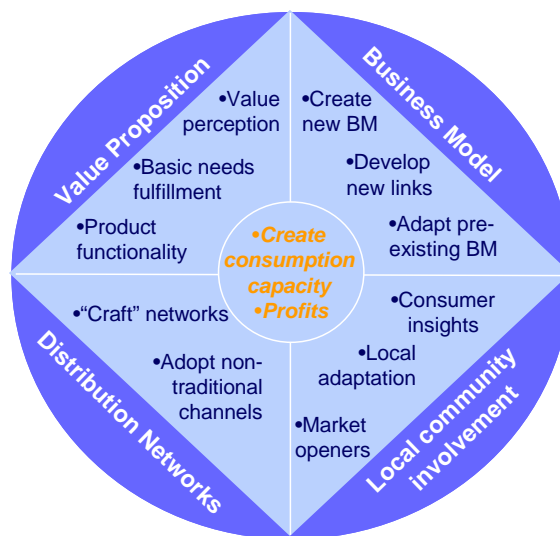 Value Proposition
•Value
perception
•Basic needs
fulfillment
•Product
functionality
Business Model
•Create
new BM
•Develop
new links
•Adapt pre-
existing BM
•Create
consumption
capacity
•Profits
•“Craft” networks
•Adopt non-
traditional
channels
Distribution Networks
•Consumer
insights
•Local
adaptation
•Market
openers
Local community
involvement